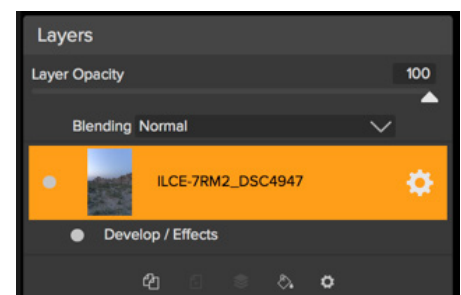 Layers
Layer Opacity 100
Blending Normal
ILCE-7RM2_DSC4947
Develop / Effects